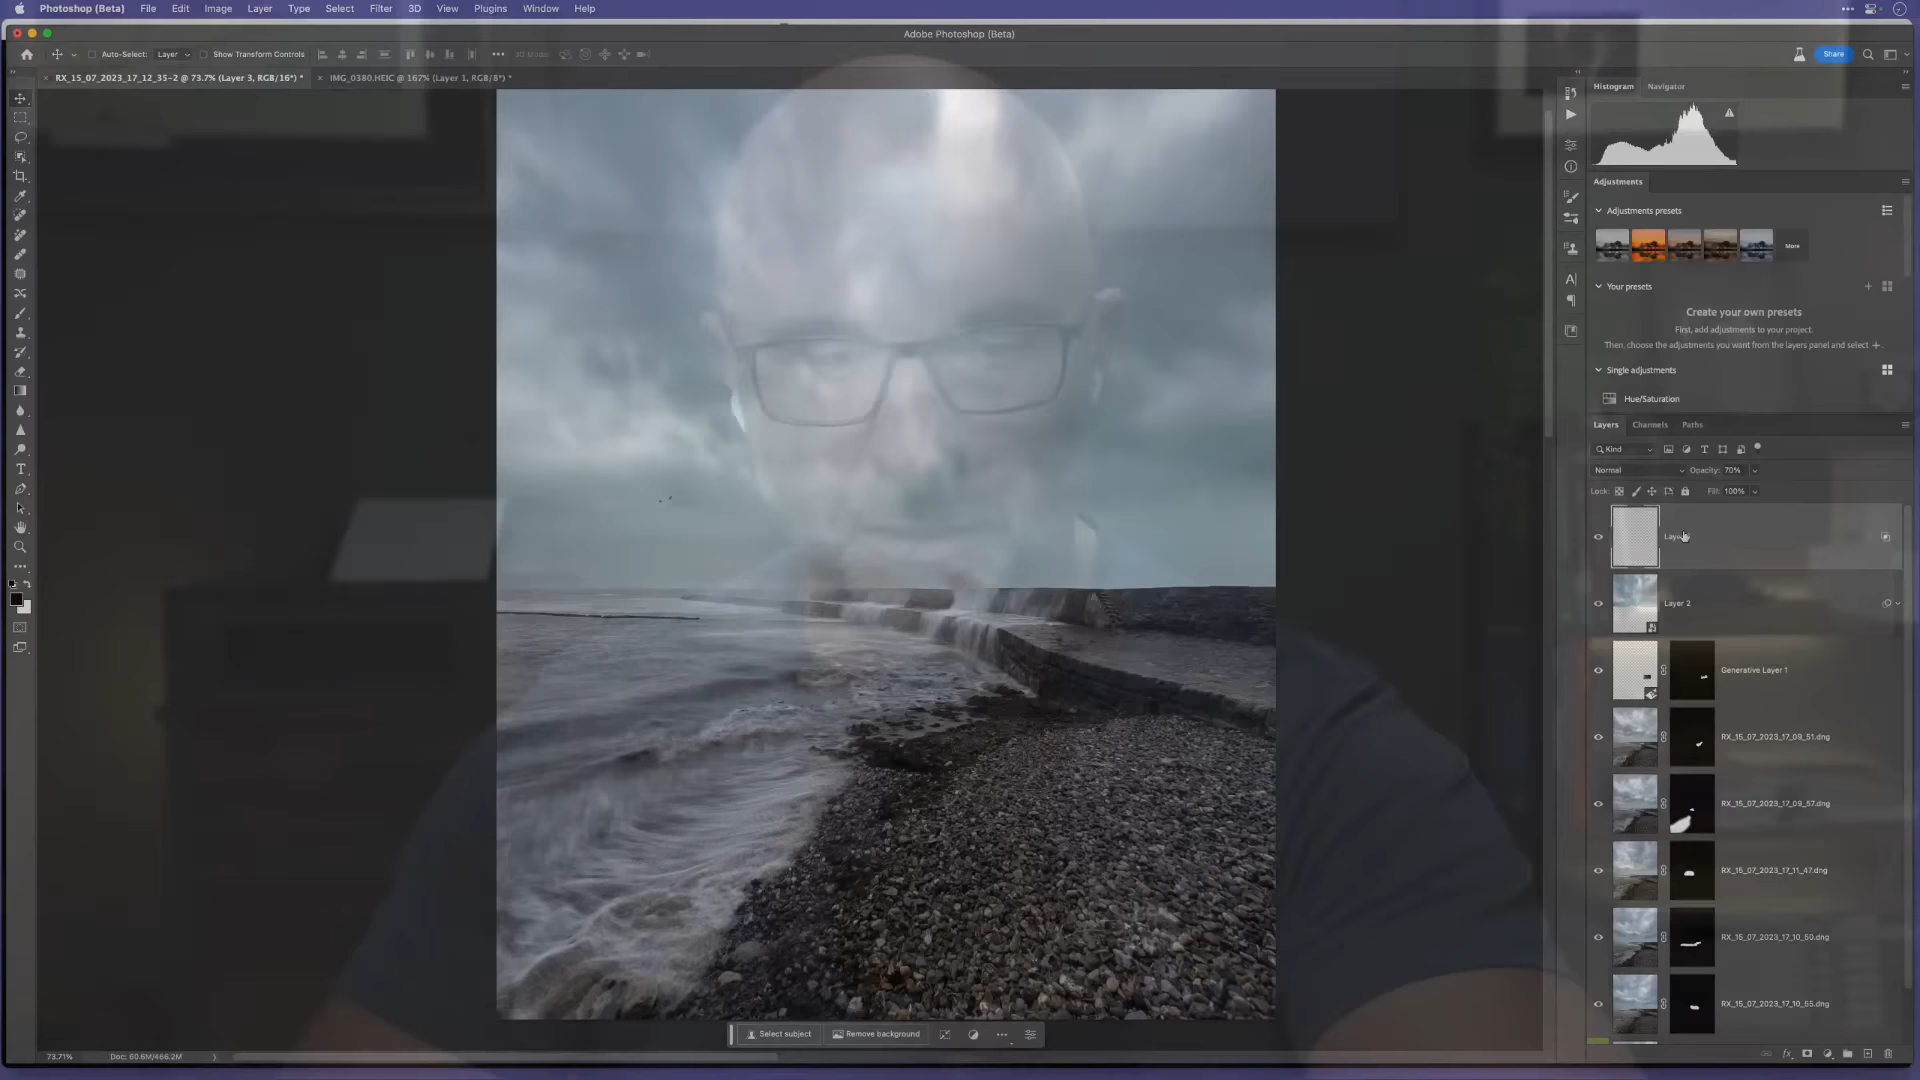 Photoshop (Beta) File Edit Image Layer Type Select Filter 3D View Plugins Window Help
Adobe Photoshop (Beta)
Auto-Select: Layer Show Transform Controls 3D Mode: Share
RX_15_07_2023_17_12_35-2 @ 73.7% (Layer 3, RGB/16*) * IMG_0380.HEIC @ 167% (Layer 1, RGB/8*) *
Histogram Navigator
Adjustments
Adjustments presets
More
Your presets
Create your own presets
First, add adjustments to your project.
Then, choose the adjustments you want from the layers panel and select +.
Single adjustments
Hue/Saturation
Layers Channels Paths
Kind
Normal Opacity: 70%
Lock: Fill: 100%
Layer 2
Generative Layer 1
RX_15_07_2023_17_09_51.dng
RX_15_07_2023_17_09_57.dng
RX_15_07_2023_17_11_47.dng
RX_15_07_2023_17_10_50.dng
RX_15_07_2023_17_10_55.dng
Select subject Remove background
73.71% Doc: 60.6M/466.2M